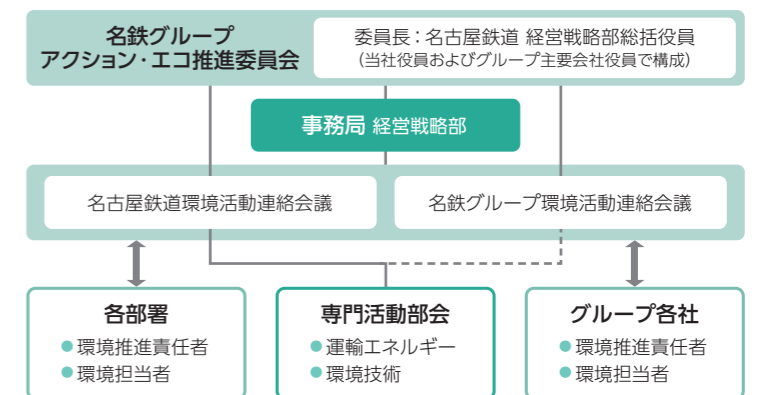 名鉄グループ
アクション・エコ推進委員会
委員長：名古屋鉄道 経営戦略部総括役員
（当社役員およびグループ主要会社役員で構成）
事務局 経営戦略部
名古屋鉄道環境活動連絡会議
名鉄グループ環境活動連絡会議
各部署
●環境推進責任者
●環境担当者
専門活動部会
●運輸エネルギー
●環境技術
グループ各社
●環境推進責任者
●環境担当者